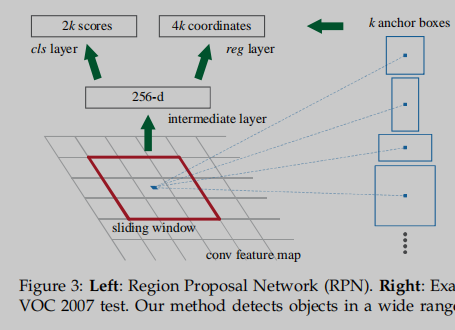 2k scores
4k coordinates
k anchor boxes
cls layer
reg layer
256-d
intermediate layer
sliding window
conv feature map
Figure 3: Left: Region Proposal Network (RPN). Right: Exa
VOC 2007 test. Our method detects objects in a wide rang